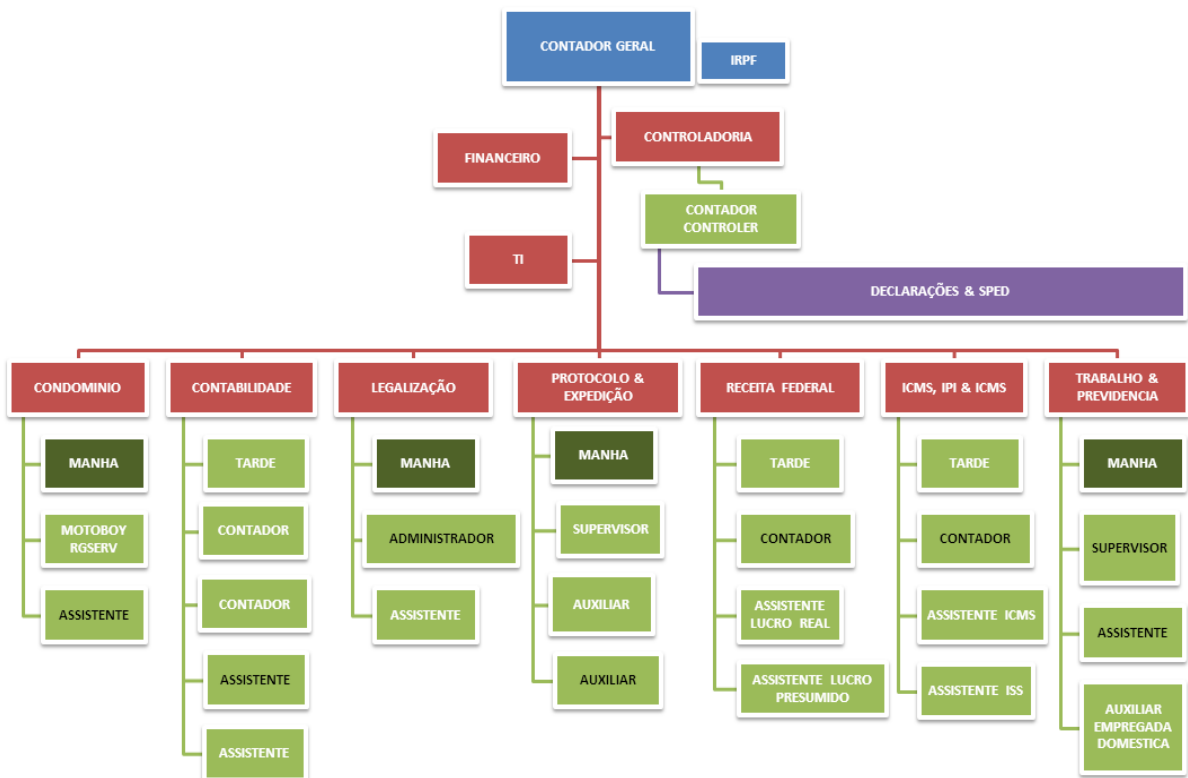 CONTADOR GERAL
IRPF
CONTROLADORIA
FINANCEIRO
CONTADOR
CONTROLER
TI
DECLARAÇÕES & SPED
CONDOMINIO
MANHA
MOTOBOY
RGSERV
ASSISTENTE
CONTABILIDADE
TARDE
CONTADOR
CONTADOR
ASSISTENTE
ASSISTENTE
LEGALIZAÇÃO
MANHA
ADMINISTRADOR
ASSISTENTE
PROTOCOLO &
EXPEDIÇÃO
MANHA
SUPERVISOR
AUXILIAR
AUXILIAR
RECEITA FEDERAL
TARDE
CONTADOR
ASSISTENTE
LUCRO REAL
ASSISTENTE LUCRO
PRESUMIDO
ICMS, IPI & ICMS
TARDE
CONTADOR
ASSISTENTE ICMS
ASSISTENTE ISS
TRABALHO &
PREVIDENCIA
MANHA
SUPERVISOR
ASSISTENTE
AUXILIAR
EMPREGADA
DOMESTICA